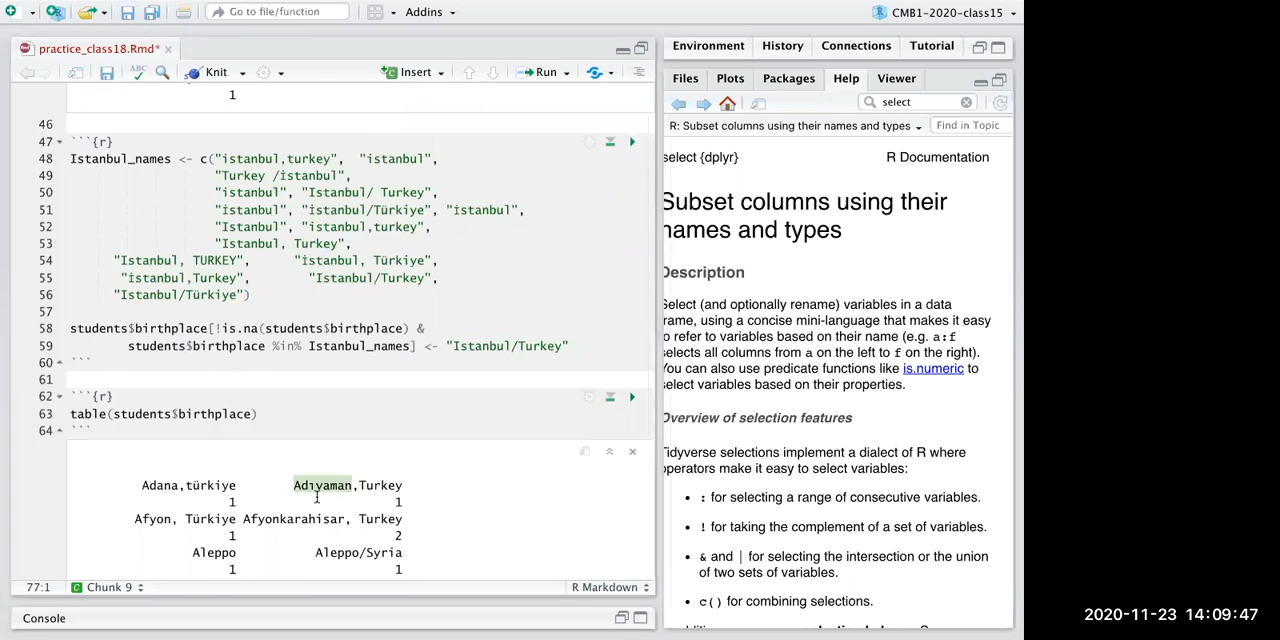 Go to file/function
Addins
CMB1-2020-class15
practice_class18.Rmd*
Environment
History
Connections
Tutorial
ABC
Knit
Insert
Run
Files
Plots
Packages
Help
Viewer
select
R: Subset columns using their names and types
Find in Topic
1
46
47 ```{r}
48 Istanbul_names <- c("istanbul,turkey", "istanbul",
49 "Turkey /İstanbul",
50 "istanbul", "Istanbul/ Turkey",
51 "İstanbul", "İstanbul/Türkiye", "İstanbul",
52 "Istanbul", "istanbul,turkey",
53 "Istanbul, Turkey",
54 "Istanbul, TURKEY", "İstanbul, Türkiye",
55 "İstanbul,Turkey", "Istanbul/Turkey",
56 "Istanbul/Türkiye")
57
58 students$birthplace[!is.na(students$birthplace) &
59 students$birthplace %in% Istanbul_names] <- "Istanbul/Turkey"
60 ```
61
62 ```{r}
63 table(students$birthplace)
64 ```
Adana,türkiye Adıyaman,Turkey
1 1
Afyon, Türkiye Afyonkarahisar, Turkey
1 2
Aleppo Aleppo/Syria
1 1
77:1
Chunk 9
R Markdown
Console
select {dplyr}
R Documentation
Subset columns using their
names and types
Description
Select (and optionally rename) variables in a data
frame, using a concise mini-language that makes it easy
to refer to variables based on their name (e.g. a:f
selects all columns from a on the left to f on the right).
You can also use predicate functions like is.numeric to
select variables based on their properties.
Overview of selection features
Tidyverse selections implement a dialect of R where
operators make it easy to select variables:
• : for selecting a range of consecutive variables.
• ! for taking the complement of a set of variables.
• & and | for selecting the intersection or the union
of two sets of variables.
• c() for combining selections.
2020-11-23 14:09:47